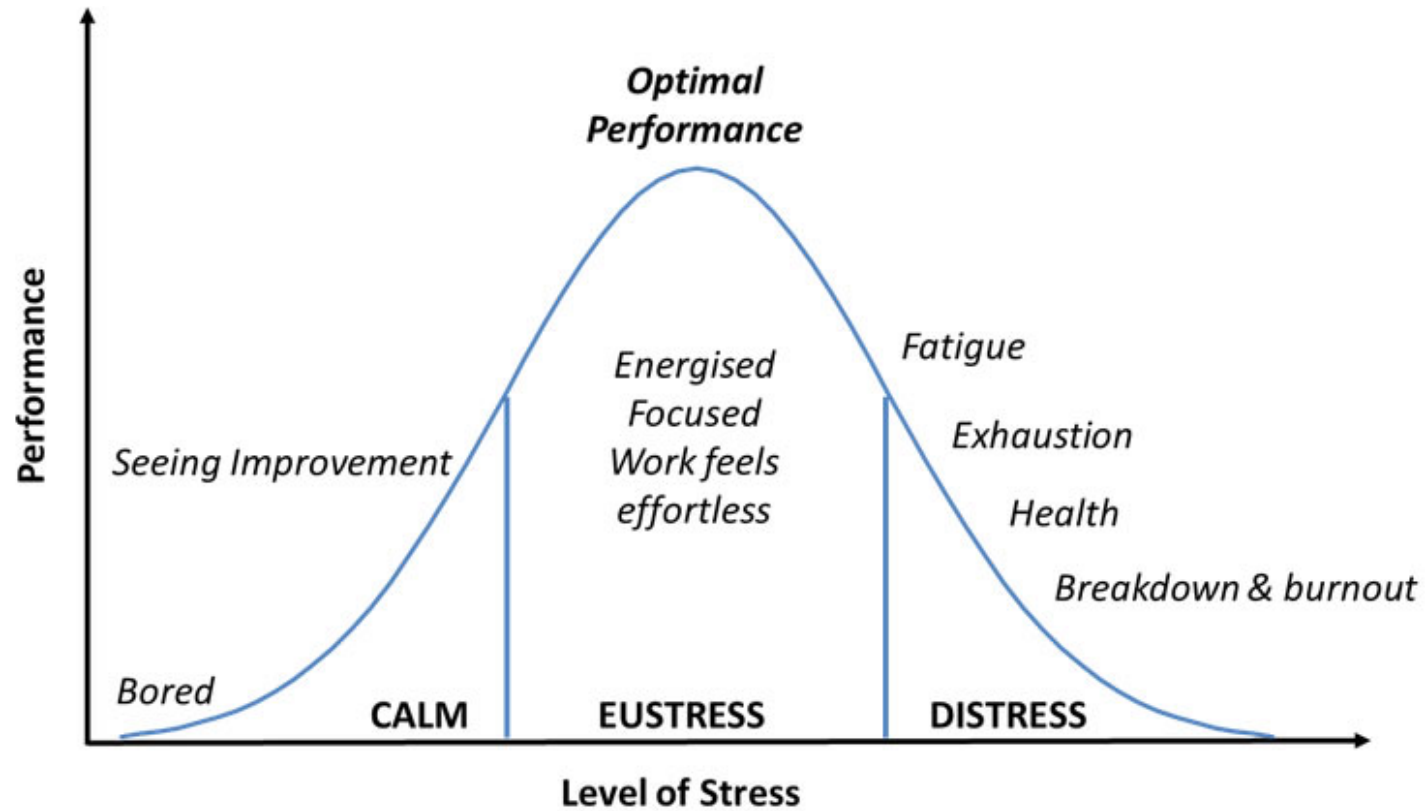 Optimal
Performance
Performance
Energised
Focused
Work feels
effortless
Seeing Improvement
Bored
Fatigue
Exhaustion
Health
Breakdown & burnout
CALM
EUSTRESS
DISTRESS
Level of Stress